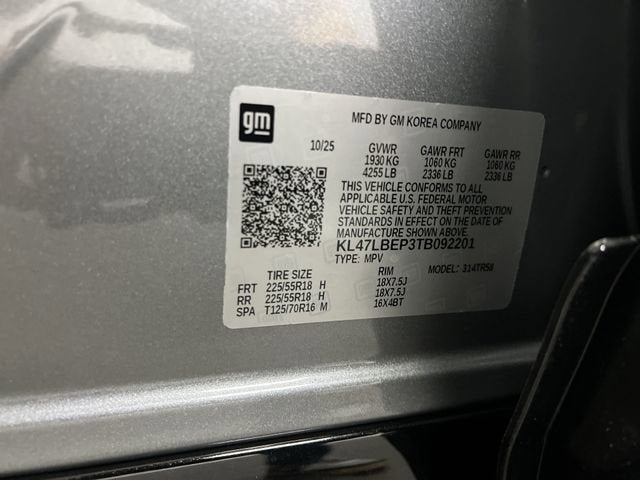 gm
MFD BY GM KOREA COMPANY
10/25 GVWR GAWR FRT GAWR RR
1930 KG 1060 KG 1060 KG
4255 LB 2336 LB 2336 LB
THIS VEHICLE CONFORMS TO ALL
APPLICABLE U.S. FEDERAL MOTOR
VEHICLE SAFETY AND THEFT PREVENTION
STANDARDS IN EFFECT ON THE DATE OF
MANUFACTURE SHOWN ABOVE.
KL47LBEP3TB092201
TYPE: MPV MODEL: 314TR58
TIRE SIZE RIM
FRT 225/55R18 H 18X7.5J
RR 225/55R18 H 18X7.5J
SPA T125/70R16 M 16X4BT